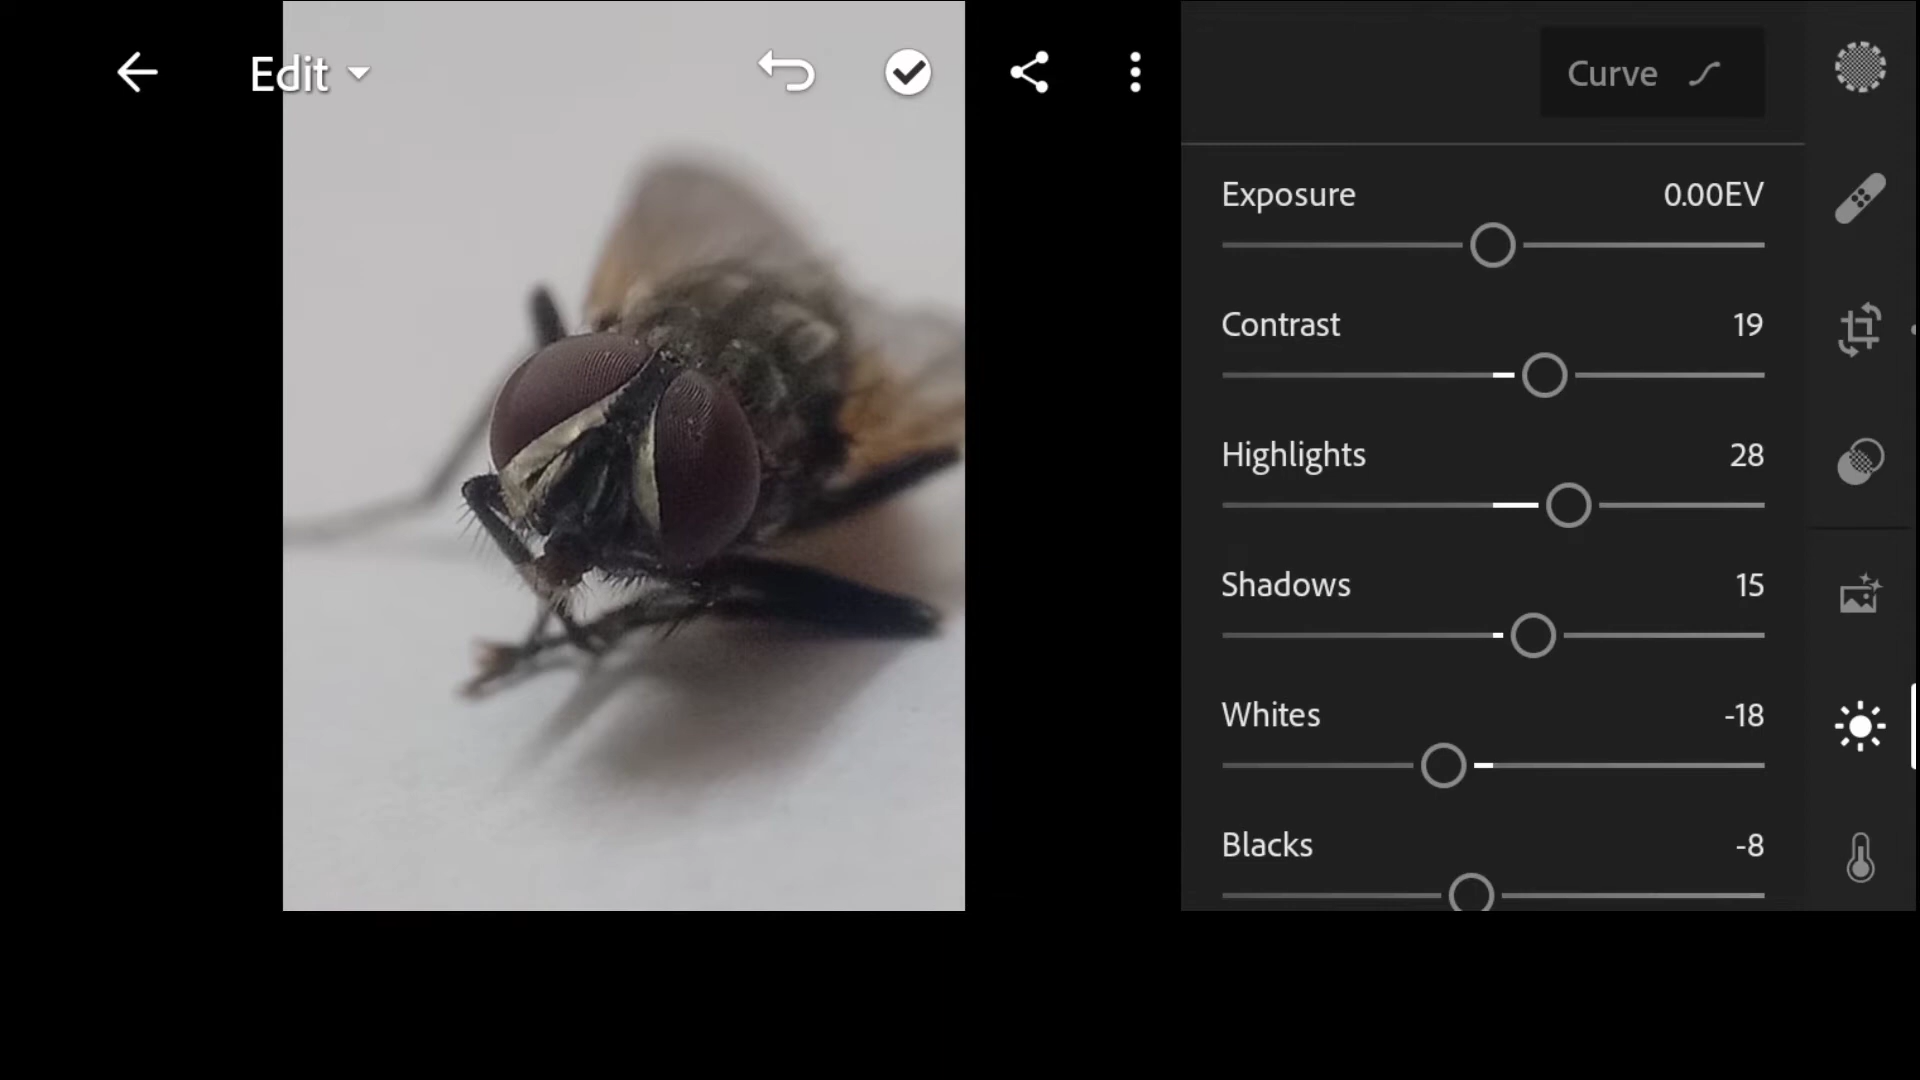 Edit
Curve
Exposure 0.00EV
Contrast 19
Highlights 28
Shadows 15
Whites -18
Blacks -8